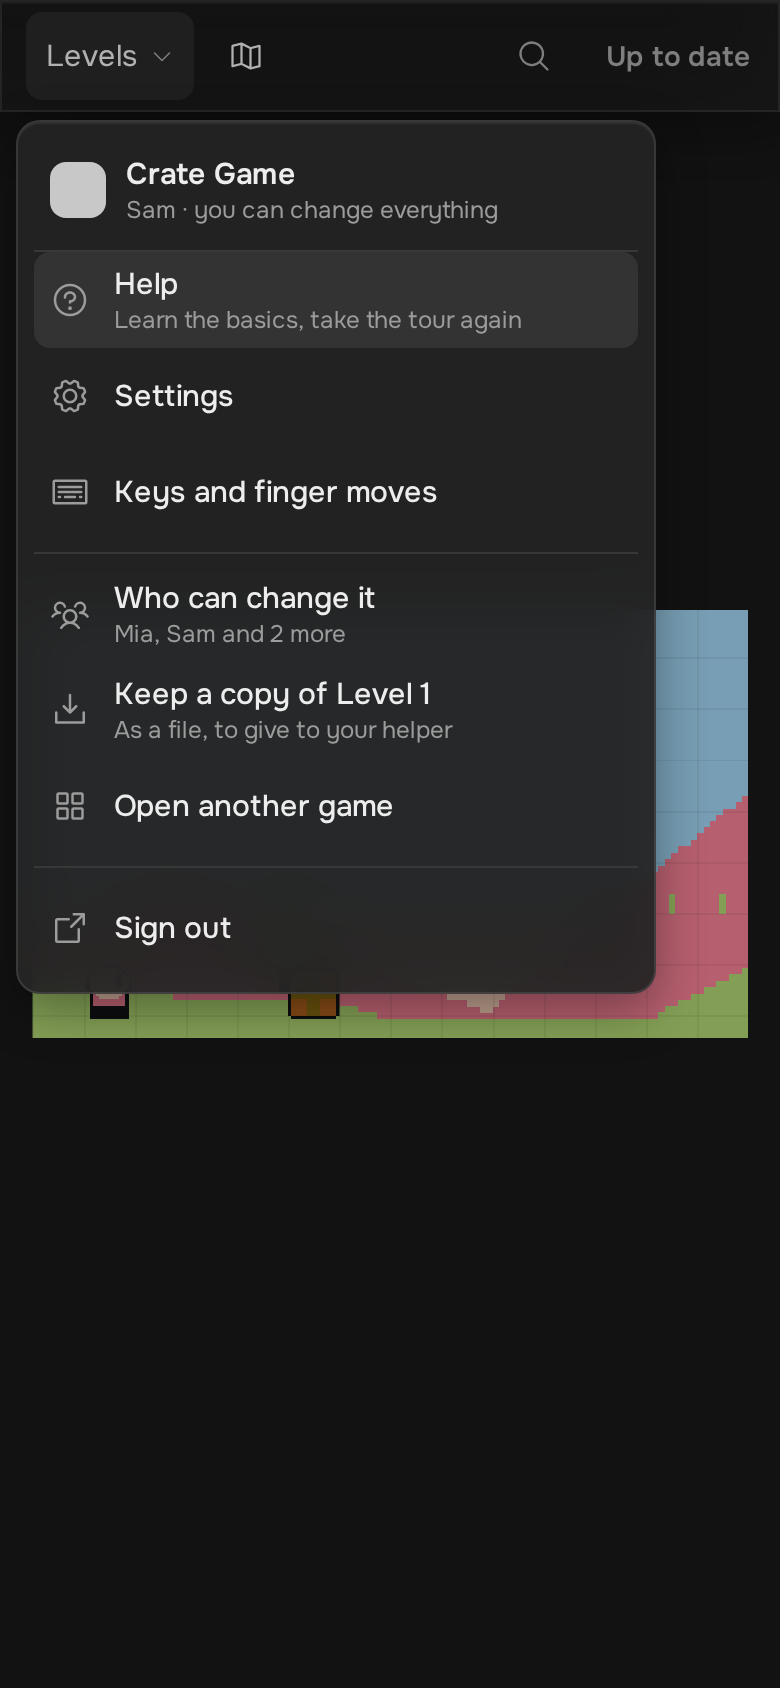 Levels
Up to date
Crate Game
Sam · you can change everything
Help
Learn the basics, take the tour again
Settings
Keys and finger moves
Who can change it
Mia, Sam and 2 more
Keep a copy of Level 1
As a file, to give to your helper
Open another game
Sign out